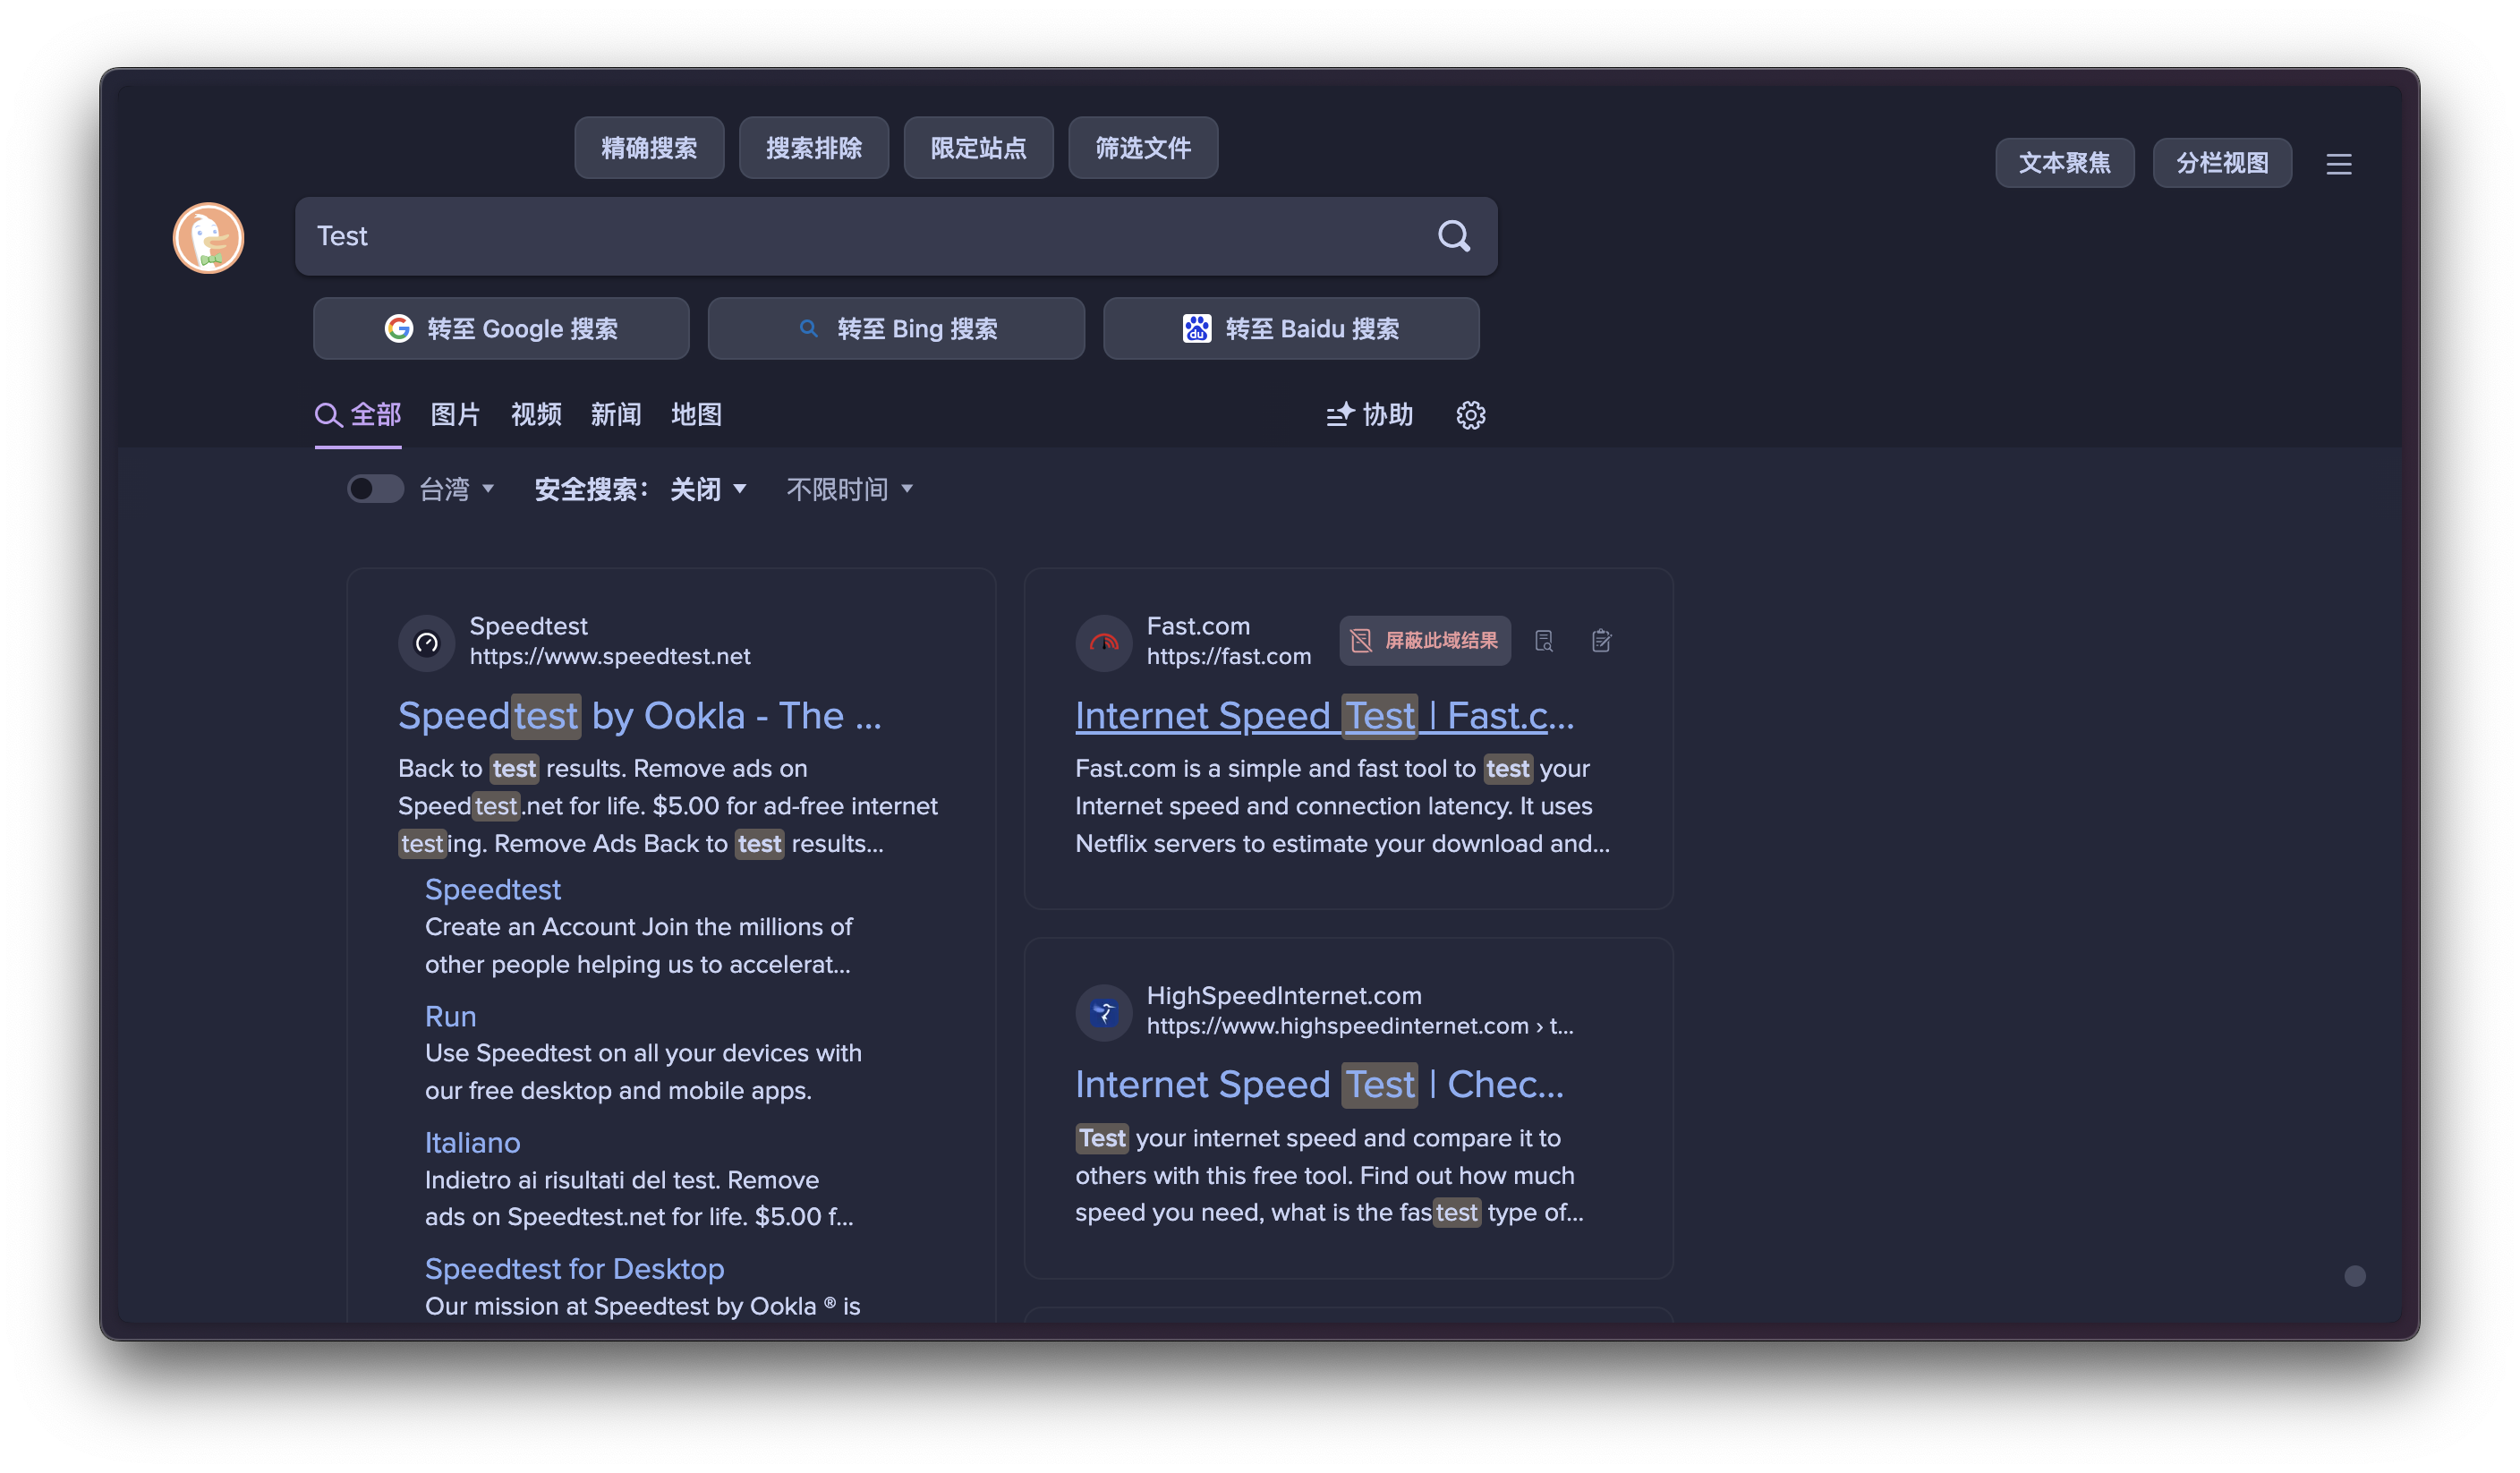 精确搜索 搜索排除 限定站点 筛选文件
文本聚焦 分栏视图
Test
转至 Google 搜索 转至 Bing 搜索 du 转至 Baidu 搜索
全部 图片 视频 新闻 地图 协助
台湾 安全搜索： 关闭 不限时间
Speedtest
https://www.speedtest.net
Speedtest by Ookla - The ...
Back to test results. Remove ads on
Speedtest.net for life. $5.00 for ad-free internet
testing. Remove Ads Back to test results...
Speedtest
Create an Account Join the millions of
other people helping us to accelerat...
Run
Use Speedtest on all your devices with
our free desktop and mobile apps.
Italiano
Indietro ai risultati del test. Remove
ads on Speedtest.net for life. $5.00 f...
Speedtest for Desktop
Our mission at Speedtest by Ookla ® is
Fast.com
https://fast.com
屏蔽此域结果
Internet Speed Test | Fast.c...
Fast.com is a simple and fast tool to test your
Internet speed and connection latency. It uses
Netflix servers to estimate your download and...
HighSpeedInternet.com
https://www.highspeedinternet.com › t...
Internet Speed Test | Chec...
Test your internet speed and compare it to
others with this free tool. Find out how much
speed you need, what is the fastest type of...